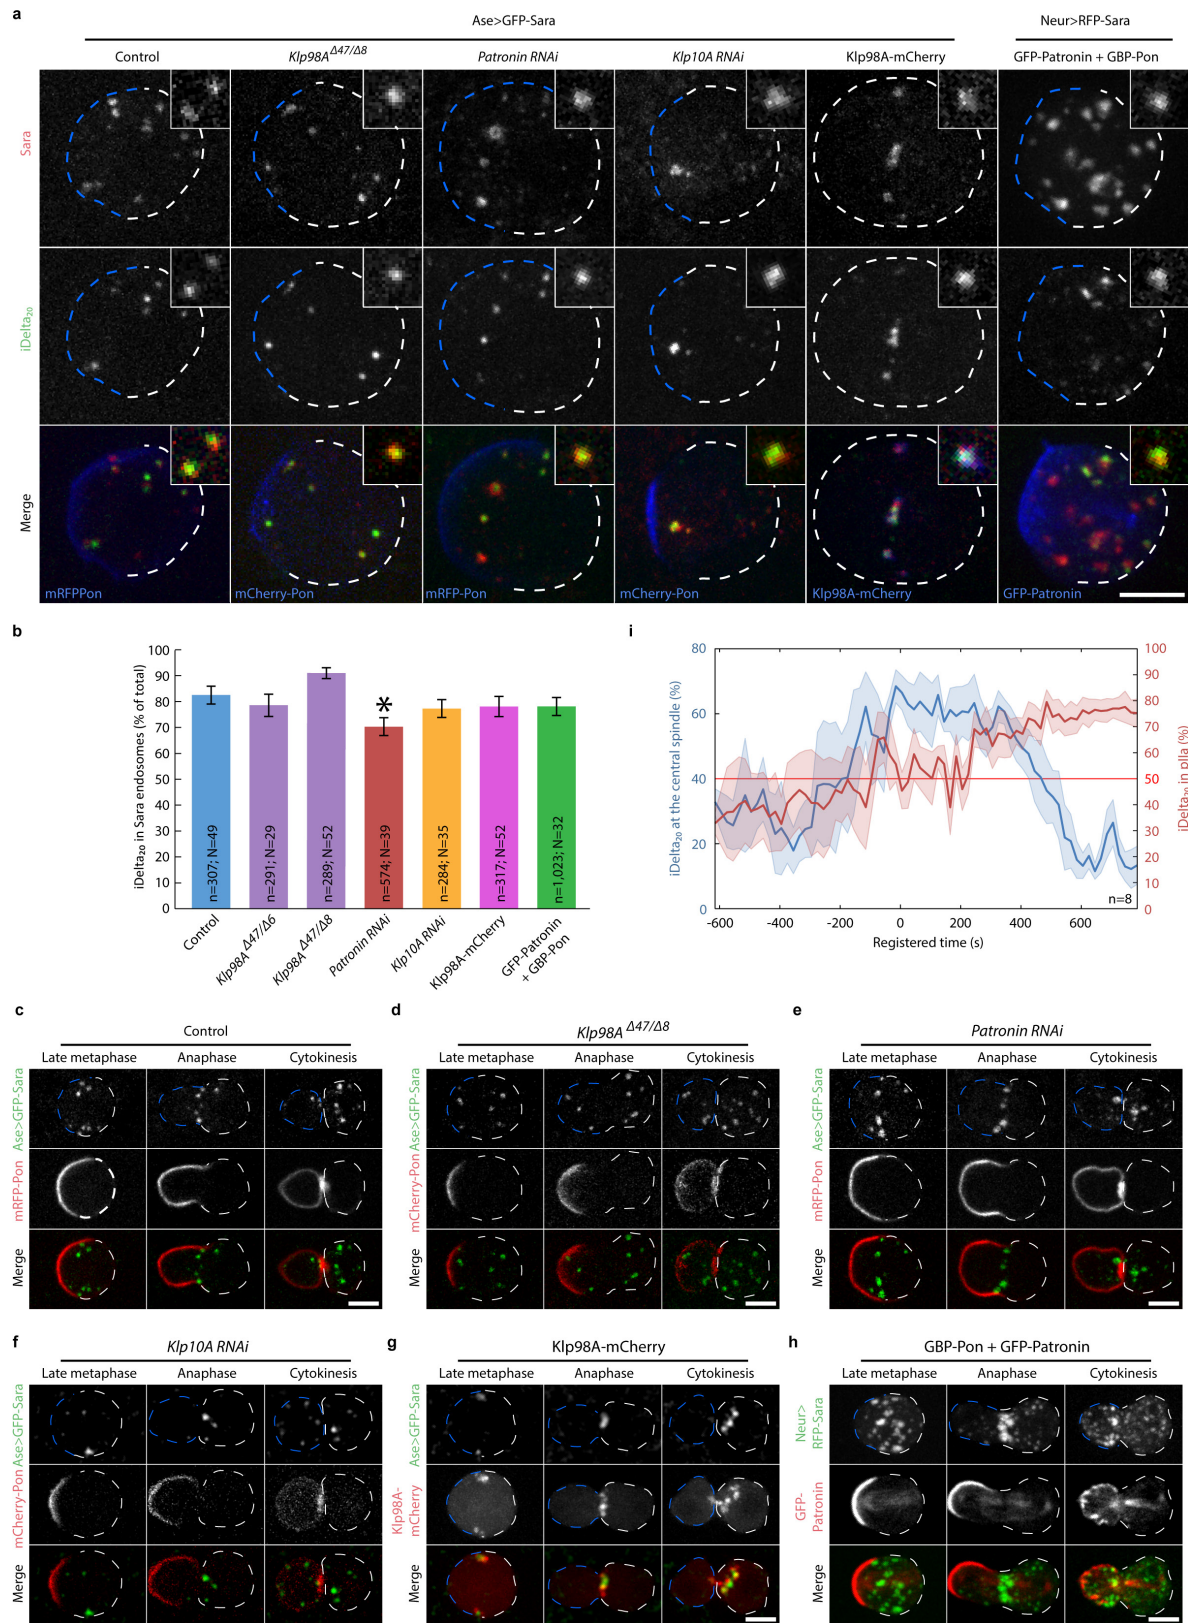 a
Ase>GFP-Sara
Neur>RFP-Sara
Control
Klp98A Δ47/Δ8
Patronin RNAi
Klp10A RNAi
Klp98A-mCherry
GFP-Patronin + GBP-Pon
Sara
iDelta₂₀
Merge
mRFPPon
mCherry-Pon
mRFP-Pon
mCherry-Pon
Klp98A-mCherry
GFP-Patronin
b
iDelta₂₀ in Sara endosomes (% of total)
100
90
80
70
60
50
40
30
20
10
0
*
n=307; N=49
n=291; N=29
n=289; N=52
n=574; N=39
n=284; N=35
n=317; N=52
n=1,023; N=32
Control
Klp98A Δ47/Δ6
Klp98A Δ47/Δ8
Patronin RNAi
Klp10A RNAi
Klp98A-mCherry
GFP-Patronin
+ GBP-Pon
i
iDelta₂₀ at the central spindle (%)
80
60
40
20
0
100
90
80
70
60
50
40
30
20
10
0
iDelta₂₀ in pIIa (%)
n=8
-600
-400
-200
0
200
400
600
Registered time (s)
c
Control
Late metaphase
Anaphase
Cytokinesis
Ase>GFP-Sara
mRFP-Pon
Merge
d
Klp98A Δ47/Δ8
Late metaphase
Anaphase
Cytokinesis
Ase>GFP-Sara
mCherry-Pon
Merge
e
Patronin RNAi
Late metaphase
Anaphase
Cytokinesis
Ase>GFP-Sara
mRFP-Pon
Merge
f
Klp10A RNAi
Late metaphase
Anaphase
Cytokinesis
Ase>GFP-Sara
mCherry-Pon
Merge
g
Klp98A-mCherry
Late metaphase
Anaphase
Cytokinesis
Ase>GFP-Sara
Klp98A-
mCherry
Merge
h
GBP-Pon + GFP-Patronin
Late metaphase
Anaphase
Cytokinesis
Neur>
RFP-Sara
GFP-
Patronin
Merge